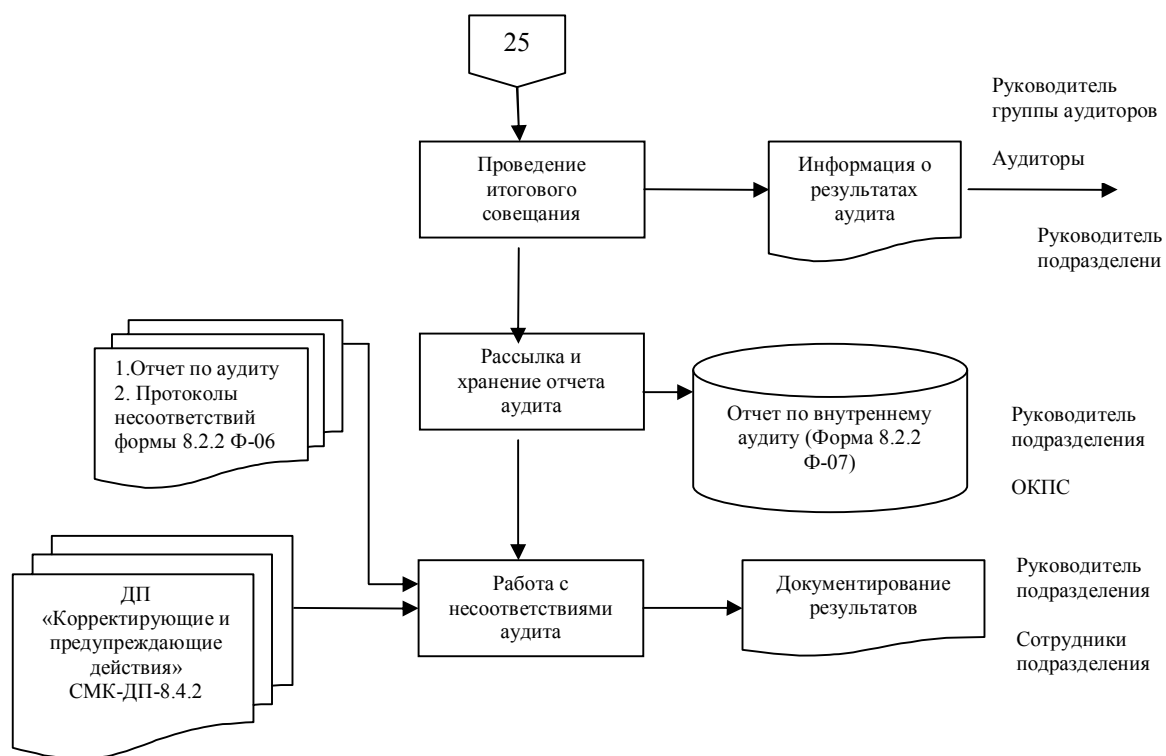 25
Руководитель
группы аудиторов
Аудиторы
Руководитель
подразделени
Проведение
итогового
совещания
Информация о
результатах
аудита
1.Отчет по аудиту
2. Протоколы
несоответствий
формы 8.2.2 Ф-06
Рассылка и
хранение отчета
аудита
Отчет по внутреннему
аудиту (Форма 8.2.2
Ф-07)
Руководитель
подразделения
ОКПС
ДП
«Корректирующие и
предупреждающие
действия»
СМК-ДП-8.4.2
Работа с
несоответствиями
аудита
Документирование
результатов
Руководитель
подразделения
Сотрудники
подразделения